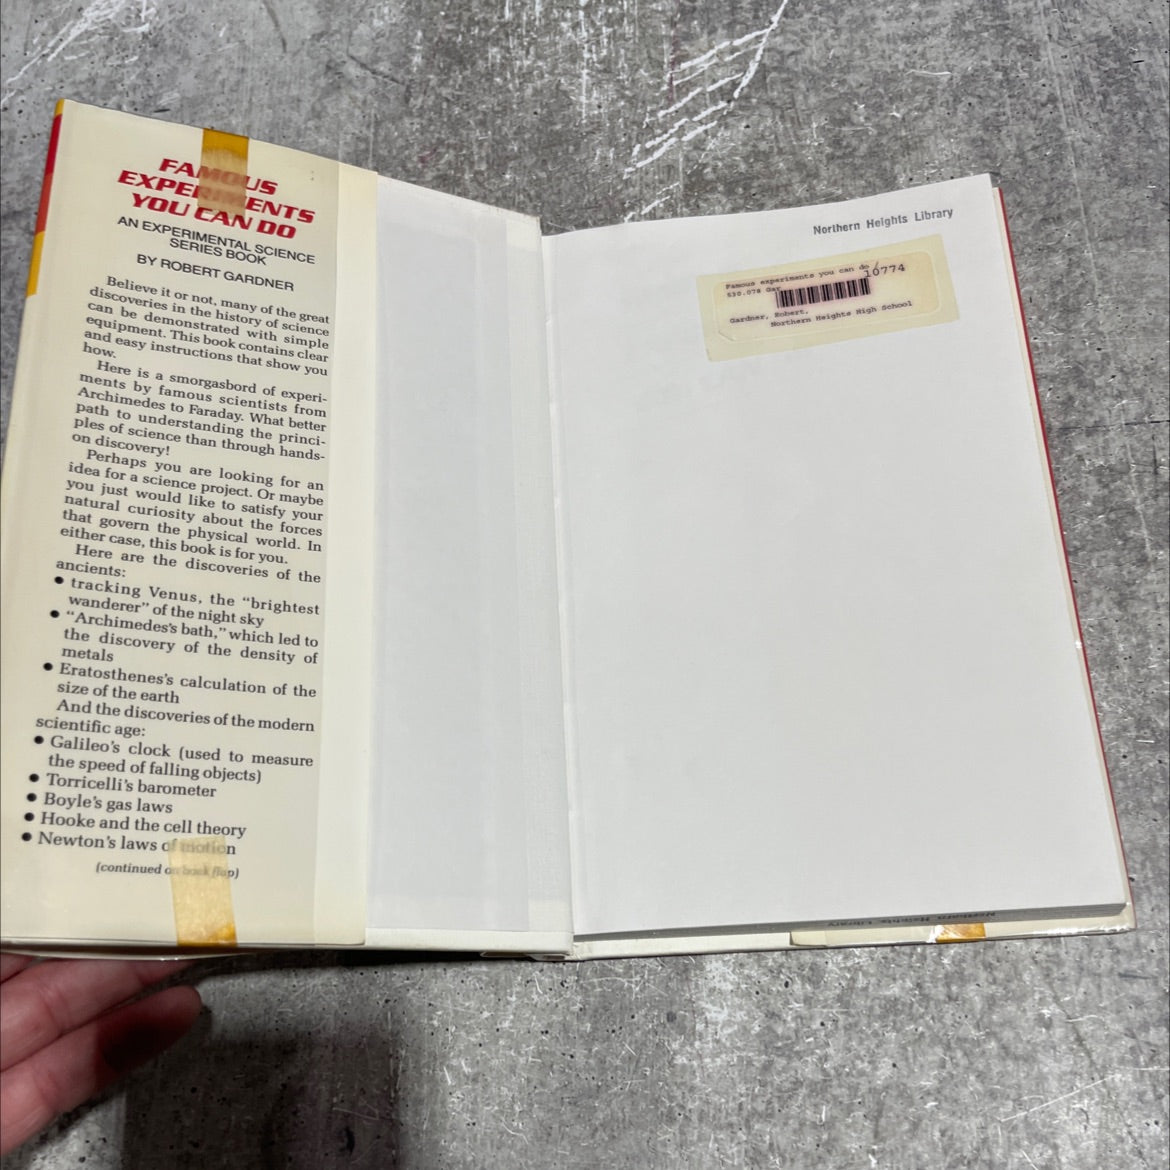 FAMOUS
EXPERIMENTS
YOU CAN DO
AN EXPERIMENTAL SCIENCE
SERIES BOOK
BY ROBERT GARDNER
Believe it or not, many of the great
discoveries in the history of science
can be demonstrated with simple
equipment. This book contains clear
and easy instructions that show you
how.
Here is a smorgasbord of experi-
ments by famous scientists from
Archimedes to Faraday. What better
path to understanding the princi-
ples of science than through hands-
on discovery!
Perhaps you are looking for an
idea for a science project. Or maybe
you just would like to satisfy your
natural curiosity about the forces
that govern the physical world. In
either case, this book is for you.
Here are the discoveries of the
ancients:
• tracking Venus, the “brightest
wanderer” of the night sky
• “Archimedes's bath,” which led to
the discovery of the density of
metals
• Eratosthenes's calculation of the
size of the earth
And the discoveries of the modern
scientific age:
• Galileo's clock (used to measure
the speed of falling objects)
• Torricelli's barometer
• Boyle's gas laws
• Hooke and the cell theory
• Newton's laws of motion
(continued on back flap)
Northern Heights Library
Famous experiments you can do /
530.078 Gar
10774
Gardner, Robert,
Northern Heights High School
Northern Heights Library